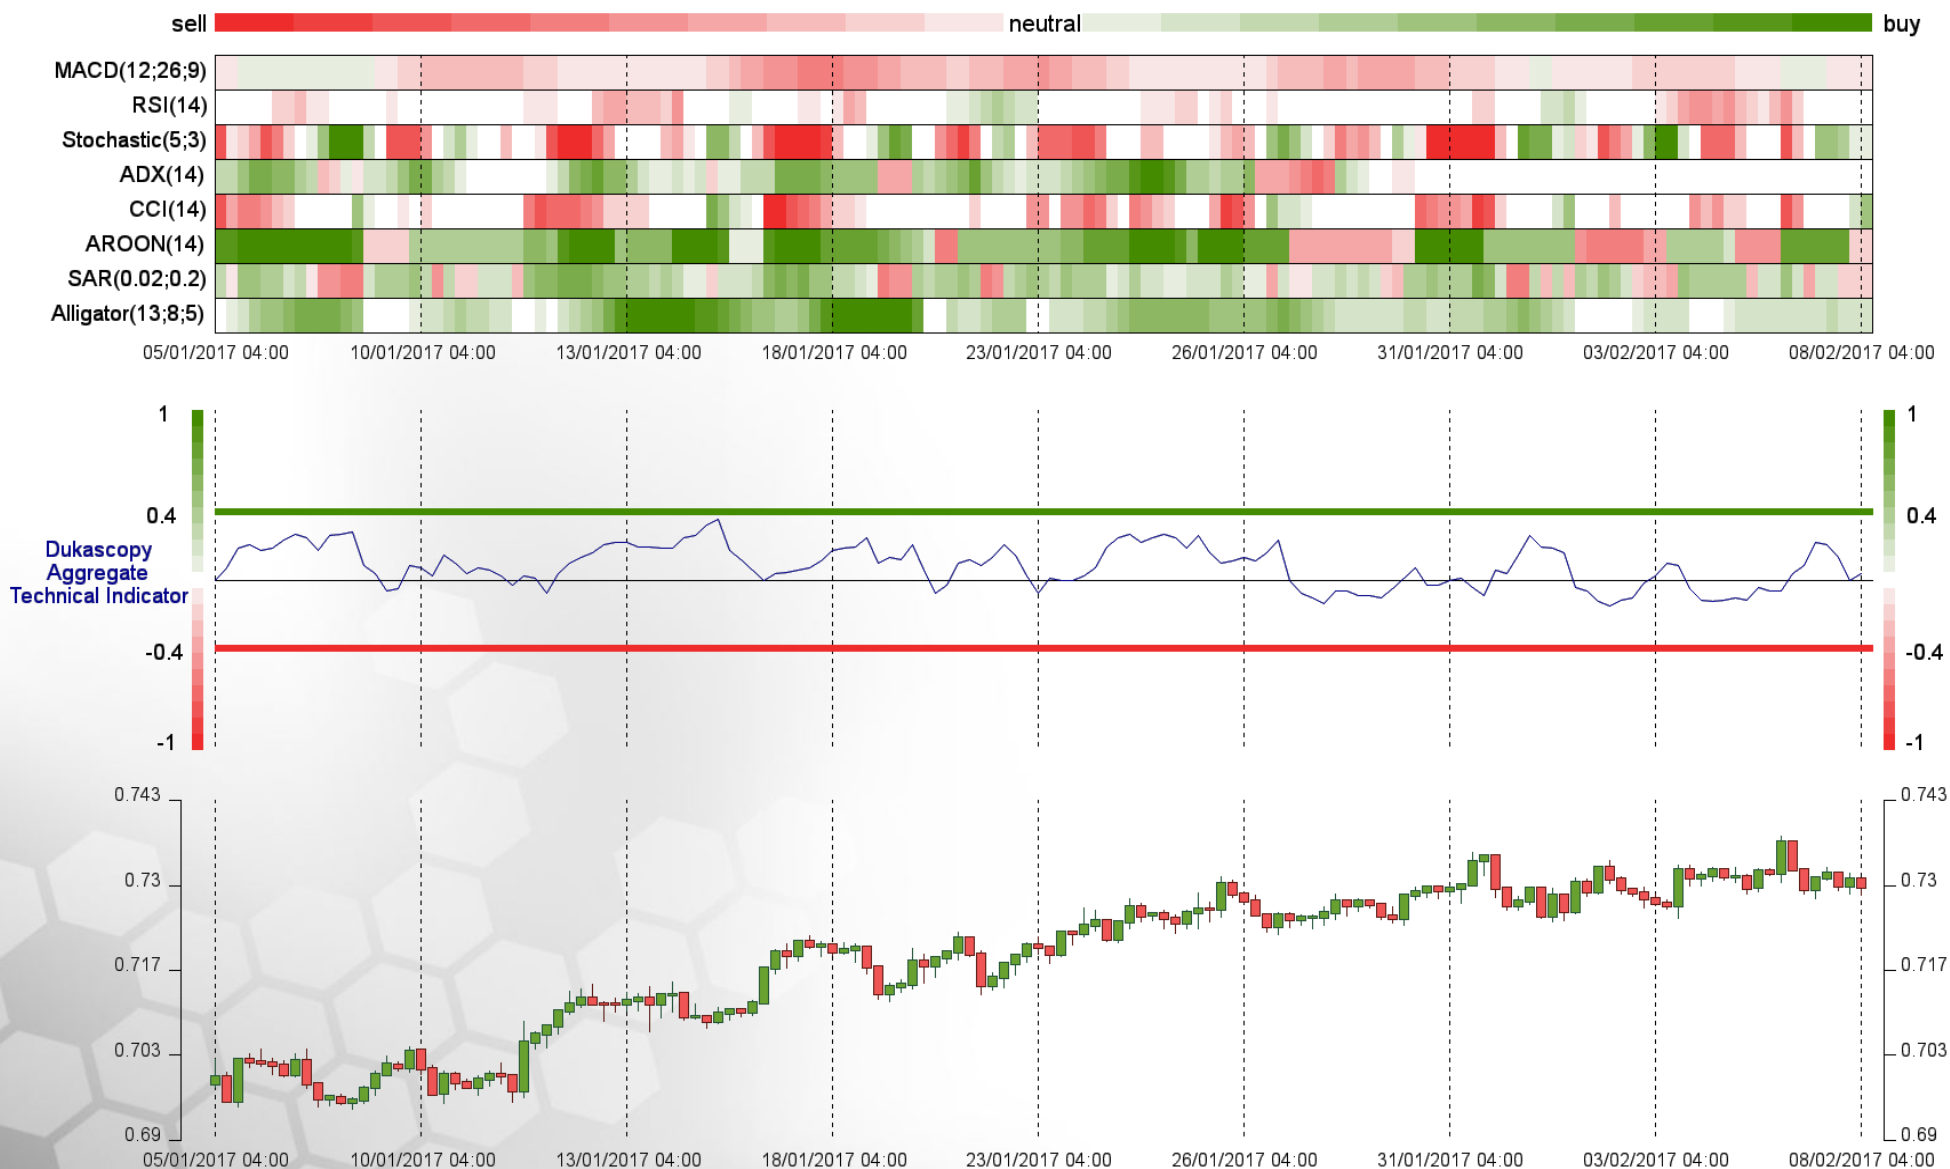 sell neutral buy
MACD(12;26;9)
RSI(14)
Stochastic(5;3)
ADX(14)
CCI(14)
AROON(14)
SAR(0.02;0.2)
Alligator(13;8;5)
05/01/2017 04:00 10/01/2017 04:00 13/01/2017 04:00 18/01/2017 04:00 23/01/2017 04:00 26/01/2017 04:00 31/01/2017 04:00 03/02/2017 04:00 08/02/2017 04:00
1 1
0.4 0.4
Dukascopy
Aggregate
Technical Indicator
-0.4 -0.4
-1 -1
0.743 0.743
0.73 0.73
0.717 0.717
0.703 0.703
0.69 0.69
05/01/2017 04:00 10/01/2017 04:00 13/01/2017 04:00 18/01/2017 04:00 23/01/2017 04:00 26/01/2017 04:00 31/01/2017 04:00 03/02/2017 04:00 08/02/2017 04:00